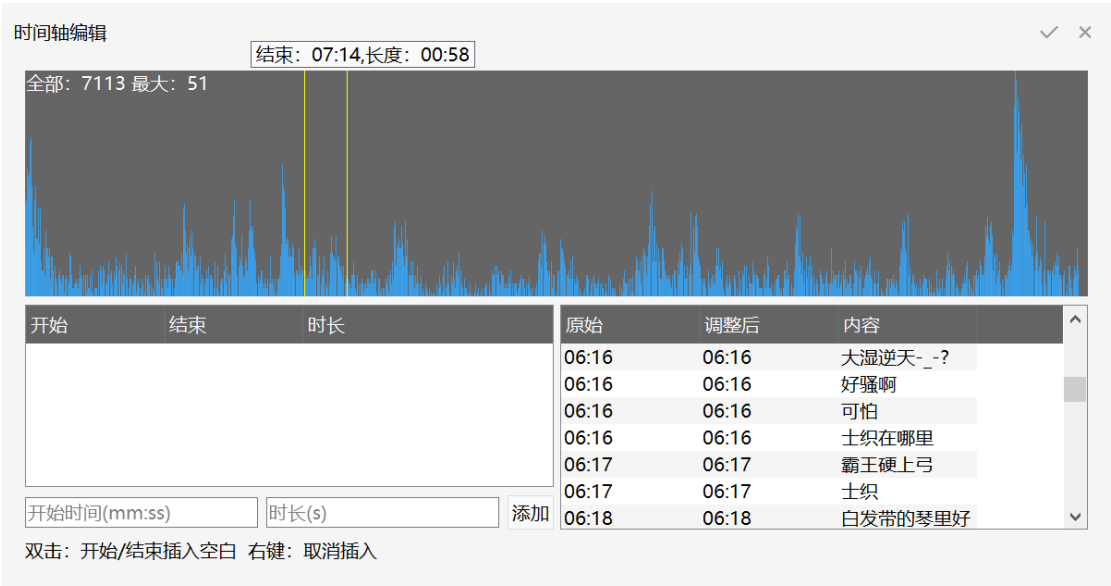 时间轴编辑
结束：07:14,长度：00:58
全部：7113 最大：51
开始 结束 时长
原始 调整后 内容
06:16 06:16 大湿逆天-_-?
06:16 06:16 好骚啊
06:16 06:16 可怕
06:16 06:16 士织在哪里
06:17 06:17 霸王硬上弓
06:17 06:17 士织
06:18 06:18 白发带的琴里好
开始时间(mm:ss) 时长(s) 添加
双击：开始/结束插入空白 右键：取消插入